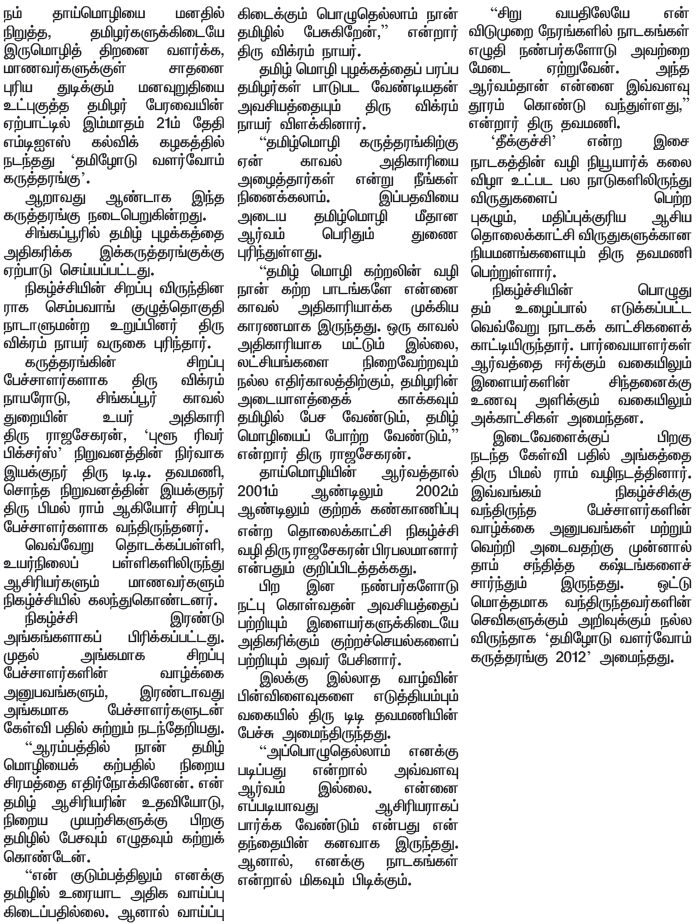 நம் தாய்மொழியை மனதில்
நிறுத்த, தமிழர்களுக்கிடையே
இருமொழித் திறனை வளர்க்க,
மாணவர்களுக்குள் சாதனை
புரிய துடிக்கும் மனவுறுதியை
உட்புகுத்த தமிழர் பேரவையின்
ஏற்பாட்டில் இம்மாதம் 21ம் தேதி
எம்டிஐஎஸ் கல்விக் கழகத்தில்
நடந்தது ‘தமிழோடு வளர்வோம்
கருத்தரங்கு’.
ஆறாவது ஆண்டாக இந்த
கருத்தரங்கு நடைபெறுகின்றது.
சிங்கப்பூரில் தமிழ் புழக்கத்தை
அதிகரிக்க இக்கருத்தரங்குக்கு
ஏற்பாடு செய்யப்பட்டது.
நிகழ்ச்சியின் சிறப்பு விருந்தின
ராக செம்பவாங் குழுத்தொகுதி
நாடாளுமன்ற உறுப்பினர் திரு
விக்ரம் நாயர் வருகை புரிந்தார்.
கருத்தரங்கின் சிறப்பு
பேச்சாளர்களாக திரு விக்ரம்
நாயரோடு, சிங்கப்பூர் காவல்
துறையின் உயர் அதிகாரி
திரு ராஜசேகரன், ‘புளூ ரிவர்
பிக்சர்ஸ்’ நிறுவனத்தின் நிர்வாக
இயக்குநர் திரு டி.டி. தவமணி,
சொந்த நிறுவனத்தின் இயக்குநர்
திரு பிமல் ராம் ஆகியோர் சிறப்பு
பேச்சாளர்களாக வந்திருந்தனர்.
வெவ்வேறு தொடக்கப்பள்ளி,
உயர்நிலைப் பள்ளிகளிலிருந்து
ஆசிரியர்களும் மாணவர்களும்
நிகழ்ச்சியில் கலந்துகொண்டனர்.
நிகழ்ச்சி இரண்டு
அங்கங்களாகப் பிரிக்கப்பட்டது.
முதல் அங்கமாக சிறப்பு
பேச்சாளர்களின் வாழ்க்கை
அனுபவங்களும், இரண்டாவது
அங்கமாக பேச்சாளர்களுடன்
கேள்வி பதில் சுற்றும் நடந்தேறியது.
“ஆரம்பத்தில் நான் தமிழ்
மொழியைக் கற்பதில் நிறைய
சிரமத்தை எதிர்நோக்கினேன். என்
தமிழ் ஆசிரியரின் உதவியோடு,
நிறைய முயற்சிகளுக்கு பிறகு
தமிழில் பேசவும் எழுதவும் கற்றுக்
கொண்டேன்.
“என் குடும்பத்திலும் எனக்கு
தமிழில் உரையாட அதிக வாய்ப்பு
கிடைப்பதில்லை. ஆனால் வாய்ப்பு
கிடைக்கும் பொழுதெல்லாம் நான்
தமிழில் பேசுகிறேன்,” என்றார்
திரு விக்ரம் நாயர்.
தமிழ் மொழி புழக்கத்தைப் பரப்ப
தமிழர்கள் பாடுபட வேண்டியதன்
அவசியத்தையும் திரு விக்ரம்
நாயர் விளக்கினார்.
“தமிழ்மொழி கருத்தரங்கிற்கு
ஏன் காவல் அதிகாரியை
அழைத்தார்கள் என்று நீங்கள்
நினைக்கலாம். இப்பதவியை
அடைய தமிழ்மொழி மீதான
ஆர்வம் பெரிதும் துணை
புரிந்துள்ளது.
“தமிழ் மொழி கற்றலின் வழி
நான் கற்ற பாடங்களே என்னை
காவல் அதிகாரியாக்க முக்கிய
காரணமாக இருந்தது. ஒரு காவல்
அதிகாரியாக மட்டும் இல்லை,
லட்சியங்களை நிறைவேற்றவும்
நல்ல எதிர்காலத்திற்கும், தமிழரின்
அடையாளத்தைக் காக்கவும்
தமிழில் பேச வேண்டும், தமிழ்
மொழியைப் போற்ற வேண்டும்,”
என்றார் திரு ராஜசேகரன்.
தாய்மொழியின் ஆர்வத்தால்
2001ம் ஆண்டிலும் 2002ம்
ஆண்டிலும் குற்றக் கண்காணிப்பு
என்ற தொலைக்காட்சி நிகழ்ச்சி
வழி திரு ராஜசேகரன் பிரபலமானார்
என்பதும் குறிப்பிடத்தக்கது.
பிற இன நண்பர்களோடு
நட்பு கொள்வதன் அவசியத்தைப்
பற்றியும் இளையர்களுக்கிடையே
அதிகரிக்கும் குற்றச்செயல்களைப்
பற்றியும் அவர் பேசினார்.
இலக்கு இல்லாத வாழ்வின்
பின்விளைவுகளை எடுத்தியம்பும்
வகையில் திரு டிடி தவமணியின்
பேச்சு அமைந்திருந்தது.
“அப்பொழுதெல்லாம் எனக்கு
படிப்பது என்றால் அவ்வளவு
ஆர்வம் இல்லை. என்னை
எப்படியாவது ஆசிரியராகப்
பார்க்க வேண்டும் என்பது என்
தந்தையின் கனவாக இருந்தது.
ஆனால், எனக்கு நாடகங்கள்
என்றால் மிகவும் பிடிக்கும்.
“சிறு வயதிலேயே என்
விடுமுறை நேரங்களில் நாடகங்கள்
எழுதி நண்பர்களோடு அவற்றை
மேடை ஏற்றுவேன். அந்த
ஆர்வம்தான் என்னை இவ்வளவு
தூரம் கொண்டு வந்துள்ளது,”
என்றார் திரு தவமணி.
‘தீக்குச்சி’ என்ற இசை
நாடகத்தின் வழி நியூயார்க் கலை
விழா உட்பட பல நாடுகளிலிருந்து
விருதுகளைப் பெற்ற
புகழும், மதிப்புக்குரிய ஆசிய
தொலைக்காட்சி விருதுகளுக்கான
நியமனங்களையும் திரு தவமணி
பெற்றுள்ளார்.
நிகழ்ச்சியின் பொழுது
தம் உழைப்பால் எடுக்கப்பட்ட
வெவ்வேறு நாடகக் காட்சிகளைக்
காட்டியிருந்தார். பார்வையாளர்கள்
ஆர்வத்தை ஈர்க்கும் வகையிலும்
இளையர்களின் சிந்தனைக்கு
உணவு அளிக்கும் வகையிலும்
அக்காட்சிகள் அமைந்தன.
இடைவேளைக்குப் பிறகு
நடந்த கேள்வி பதில் அங்கத்தை
திரு பிமல் ராம் வழிநடத்தினார்.
இவ்வங்கம் நிகழ்ச்சிக்கு
வந்திருந்த பேச்சாளர்களின்
வாழ்க்கை அனுபவங்கள் மற்றும்
வெற்றி அடைவதற்கு முன்னால்
தாம் சந்தித்த கஷ்டங்களைச்
சார்ந்தும் இருந்தது. ஒட்டு
மொத்தமாக வந்திருந்தவர்களின்
செவிகளுக்கும் அறிவுக்கும் நல்ல
விருந்தாக ‘தமிழோடு வளர்வோம்
கருத்தரங்கு 2012’ அமைந்தது.